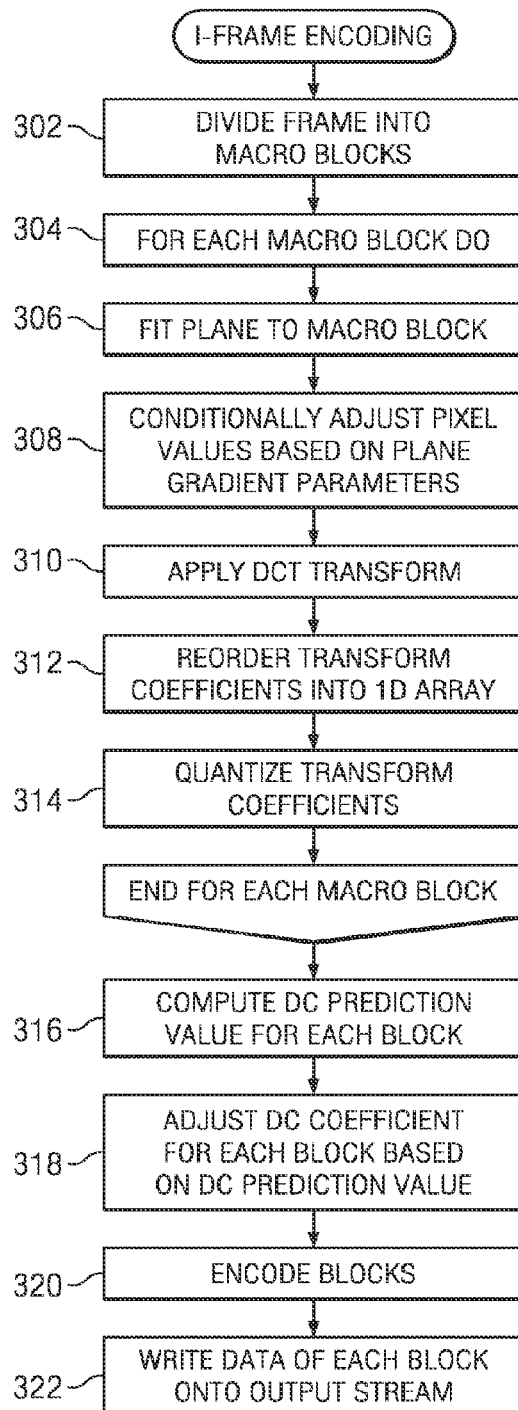 I-FRAME ENCODING
302
DIVIDE FRAME INTO
MACRO BLOCKS
304
FOR EACH MACRO BLOCK DO
306
FIT PLANE TO MACRO BLOCK
308
CONDITIONALLY ADJUST PIXEL
VALUES BASED ON PLANE
GRADIENT PARAMETERS
310
APPLY DCT TRANSFORM
312
REORDER TRANSFORM
COEFFICIENTS INTO 1D ARRAY
314
QUANTIZE TRANSFORM
COEFFICIENTS
END FOR EACH MACRO BLOCK
316
COMPUTE DC PREDICTION
VALUE FOR EACH BLOCK
318
ADJUST DC COEFFICIENT
FOR EACH BLOCK BASED
ON DC PREDICTION VALUE
320
ENCODE BLOCKS
322
WRITE DATA OF EACH BLOCK
ONTO OUTPUT STREAM